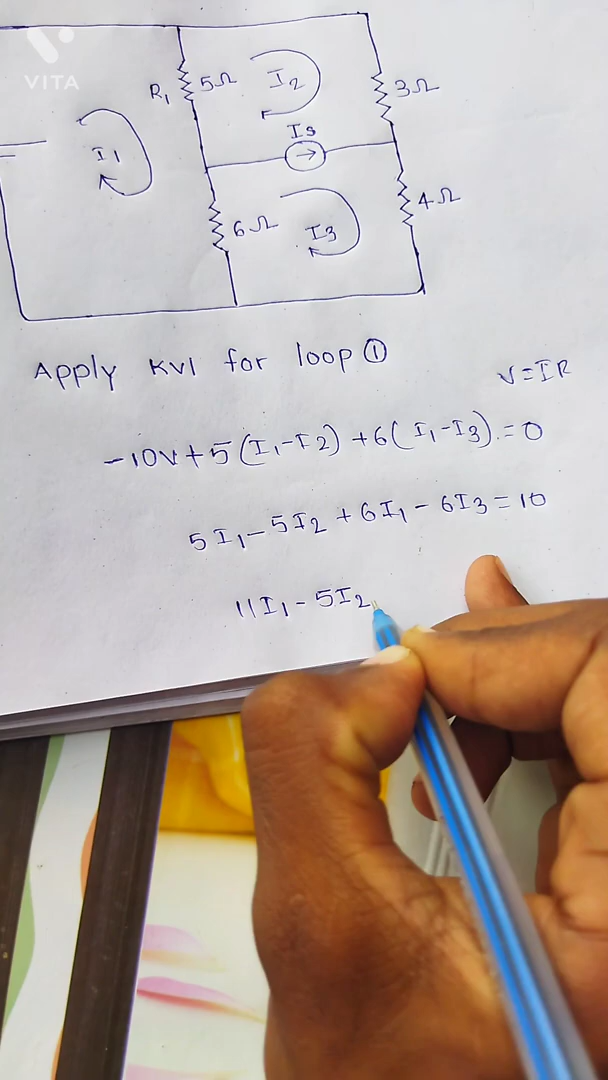 VITA
R1 5Ω I2 3Ω
Is
I1
6Ω I3 4Ω
Apply KVl for loop ①
V=IR
-10V+5(I1-I2)+6(I1-I3).=0
5I1-5I2+6I1-6I3=10
11I1-5I2